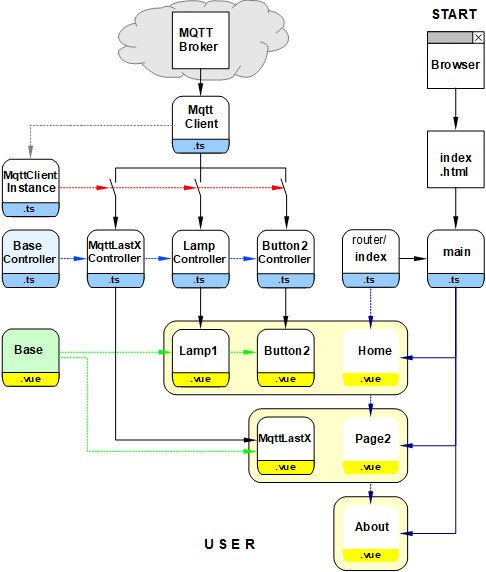 START
MQTT
Broker
Browser
Mqtt
Client
.ts
index
.html
MqttClient
Instance
.ts
Base
Controller
.ts
MqttLastX
Controller
.ts
Lamp
Controller
.ts
Button2
Controller
.ts
router/
index
.ts
main
.ts
Base
.vue
Lamp1
.vue
Button2
.vue
Home
.vue
MqttLastX
.vue
Page2
.vue
About
.vue
USER